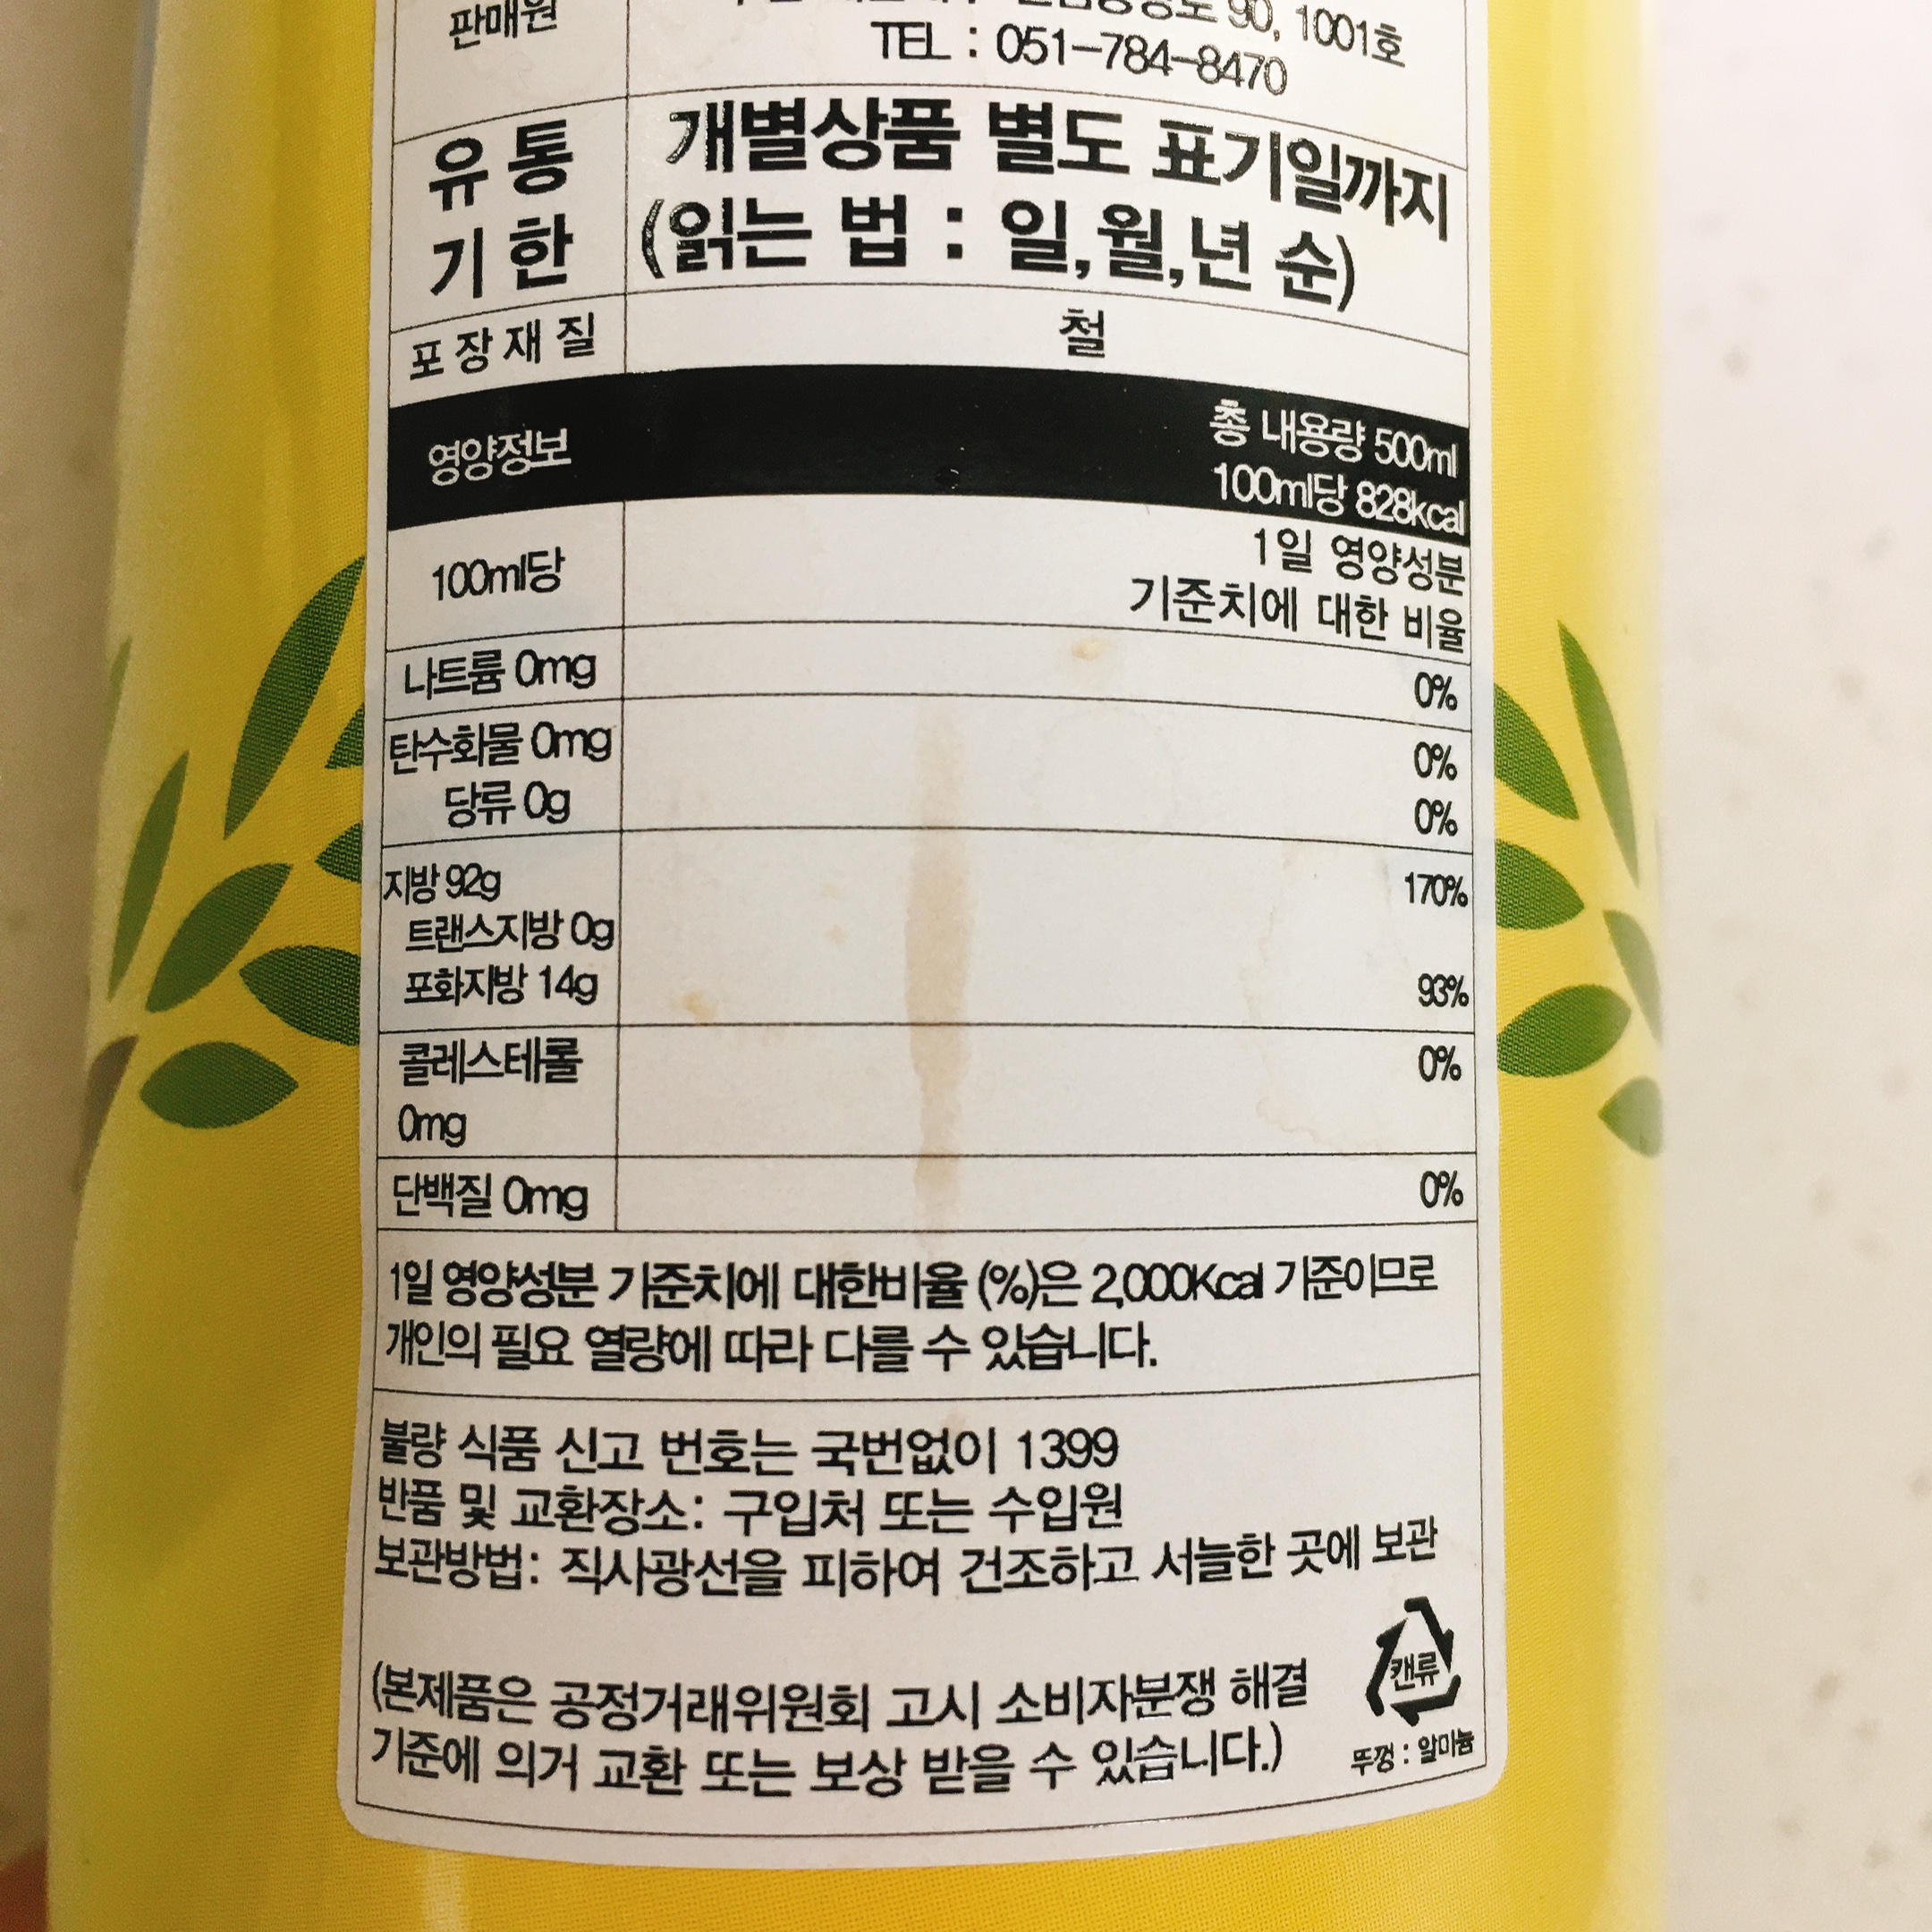 판매원
90, 1001호
TEL : 051-784-8470
유통
기한
개별상품 별도 표기일까지
(읽는 법 : 일,월,년 순)
포장재질
철
영양정보
총 내용량 500ml
100ml당 828kcal
100ml당
1일 영양성분
기준치에 대한 비율
나트륨 0mg 0%
탄수화물 0mg 0%
당류 0g 0%
지방 92g 170%
트랜스지방 0g
포화지방 14g 93%
콜레스테롤 0%
0mg
단백질 0mg 0%
1일 영양성분 기준치에 대한비율 (%)은 2,000Kcal 기준이므로
개인의 필요 열량에 따라 다를 수 있습니다.
불량 식품 신고 번호는 국번없이 1399
반품 및 교환장소: 구입처 또는 수입원
보관방법: 직사광선을 피하여 건조하고 서늘한 곳에 보관
(본제품은 공정거래위원회 고시 소비자분쟁 해결
기준에 의거 교환 또는 보상 받을 수 있습니다.)
캔류
뚜껑 : 알미늄